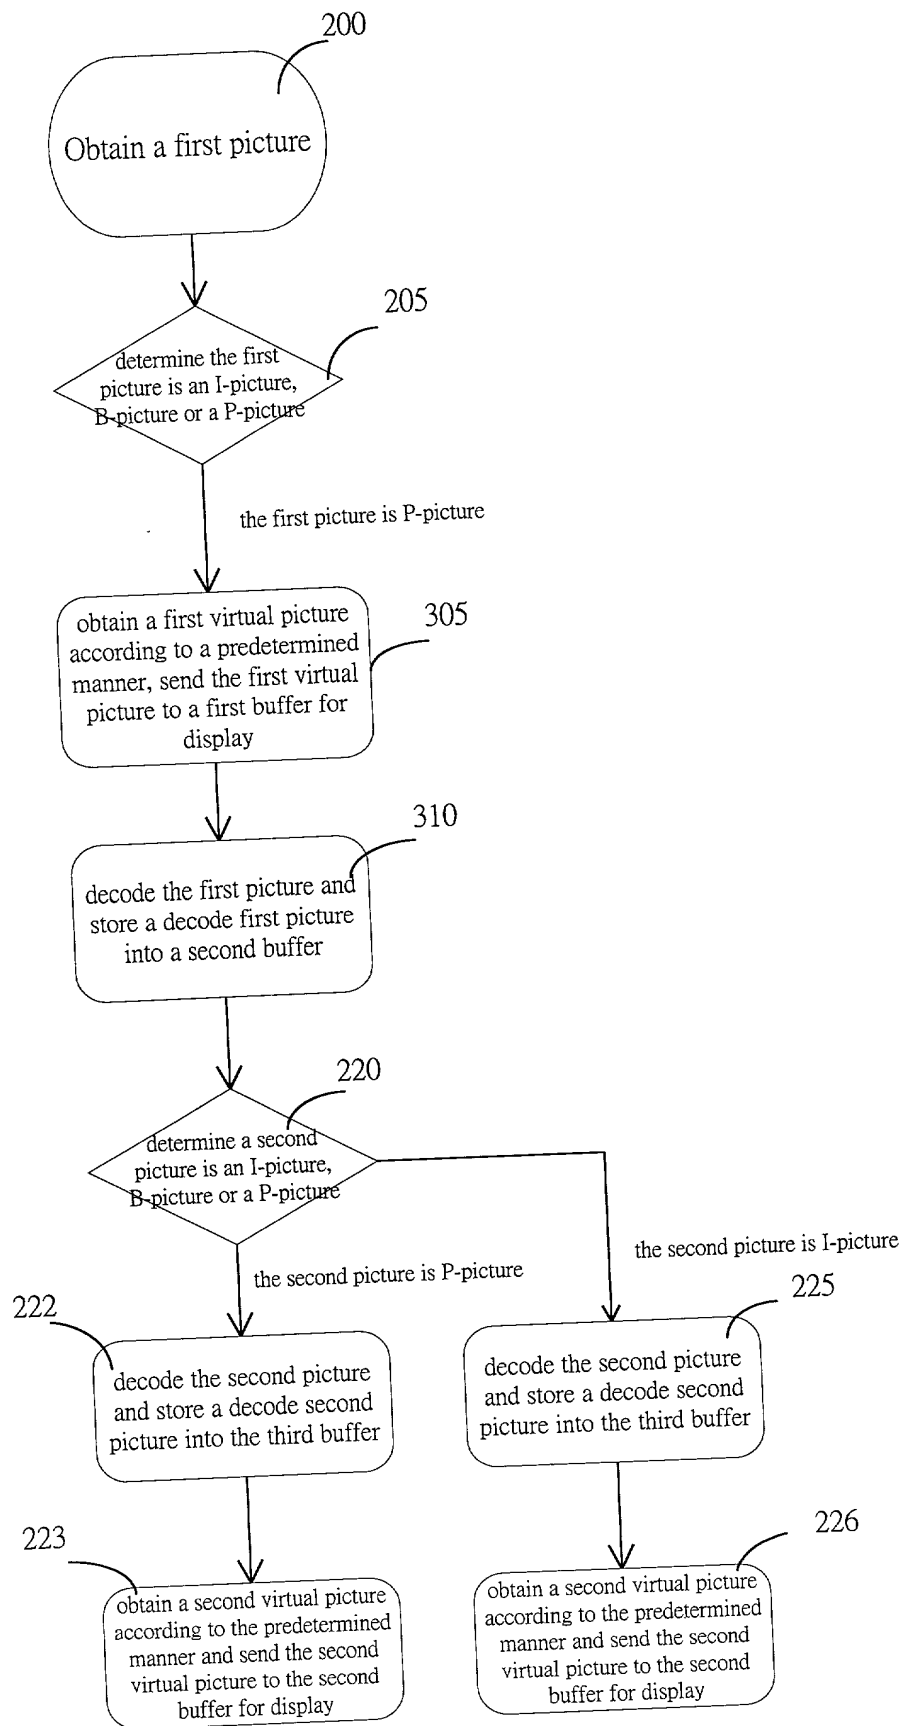 200
Obtain a first picture
205
determine the first
picture is an I-picture,
B-picture or a P-picture
the first picture is P-picture
305
obtain a first virtual picture
according to a predetermined
manner, send the first virtual
picture to a first buffer for
display
310
decode the first picture and
store a decode first picture
into a second buffer
220
determine a second
picture is an I-picture,
B-picture or a P-picture
the second picture is P-picture
the second picture is I-picture
222
decode the second picture
and store a decode second
picture into the third buffer
225
decode the second picture
and store a decode second
picture into the third buffer
223
obtain a second virtual picture
according to the predetermined
manner and send the second
virtual picture to the second
buffer for display
226
obtain a second virtual picture
according to the predetermined
manner and send the second
virtual picture to the second
buffer for display